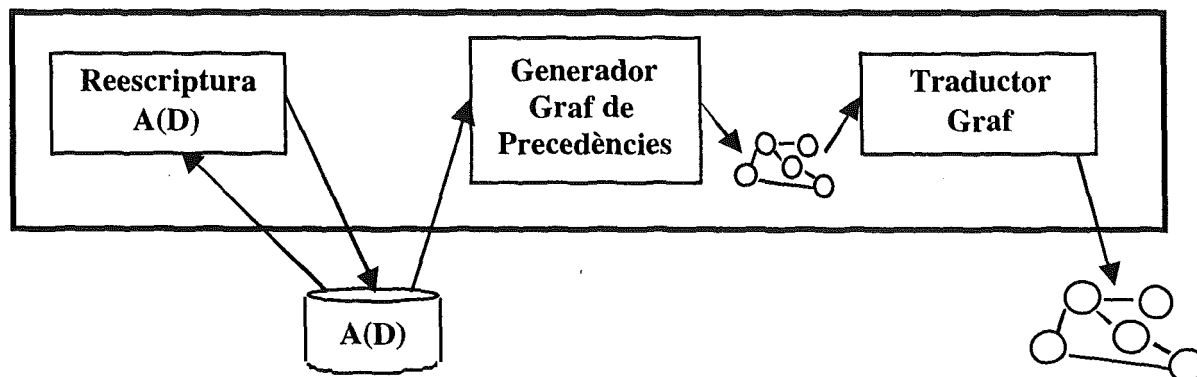 Reescriptura
A(D)
Generador
Graf de
Precedències
Traductor
Graf
A(D)